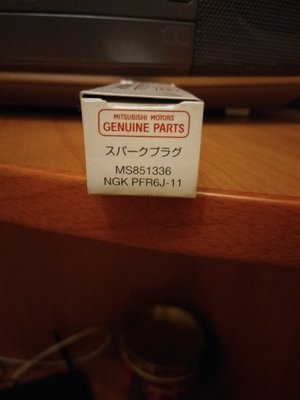 MITSUBISHI MOTORS
GENUINE PARTS
スパークプラグ
MS851336
NGK PFR6J-11